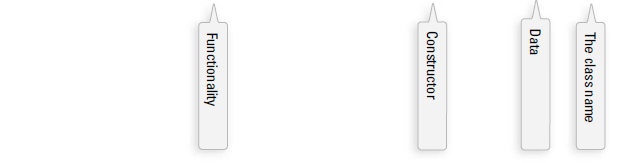 The class name
Data
Constructor
Functionality